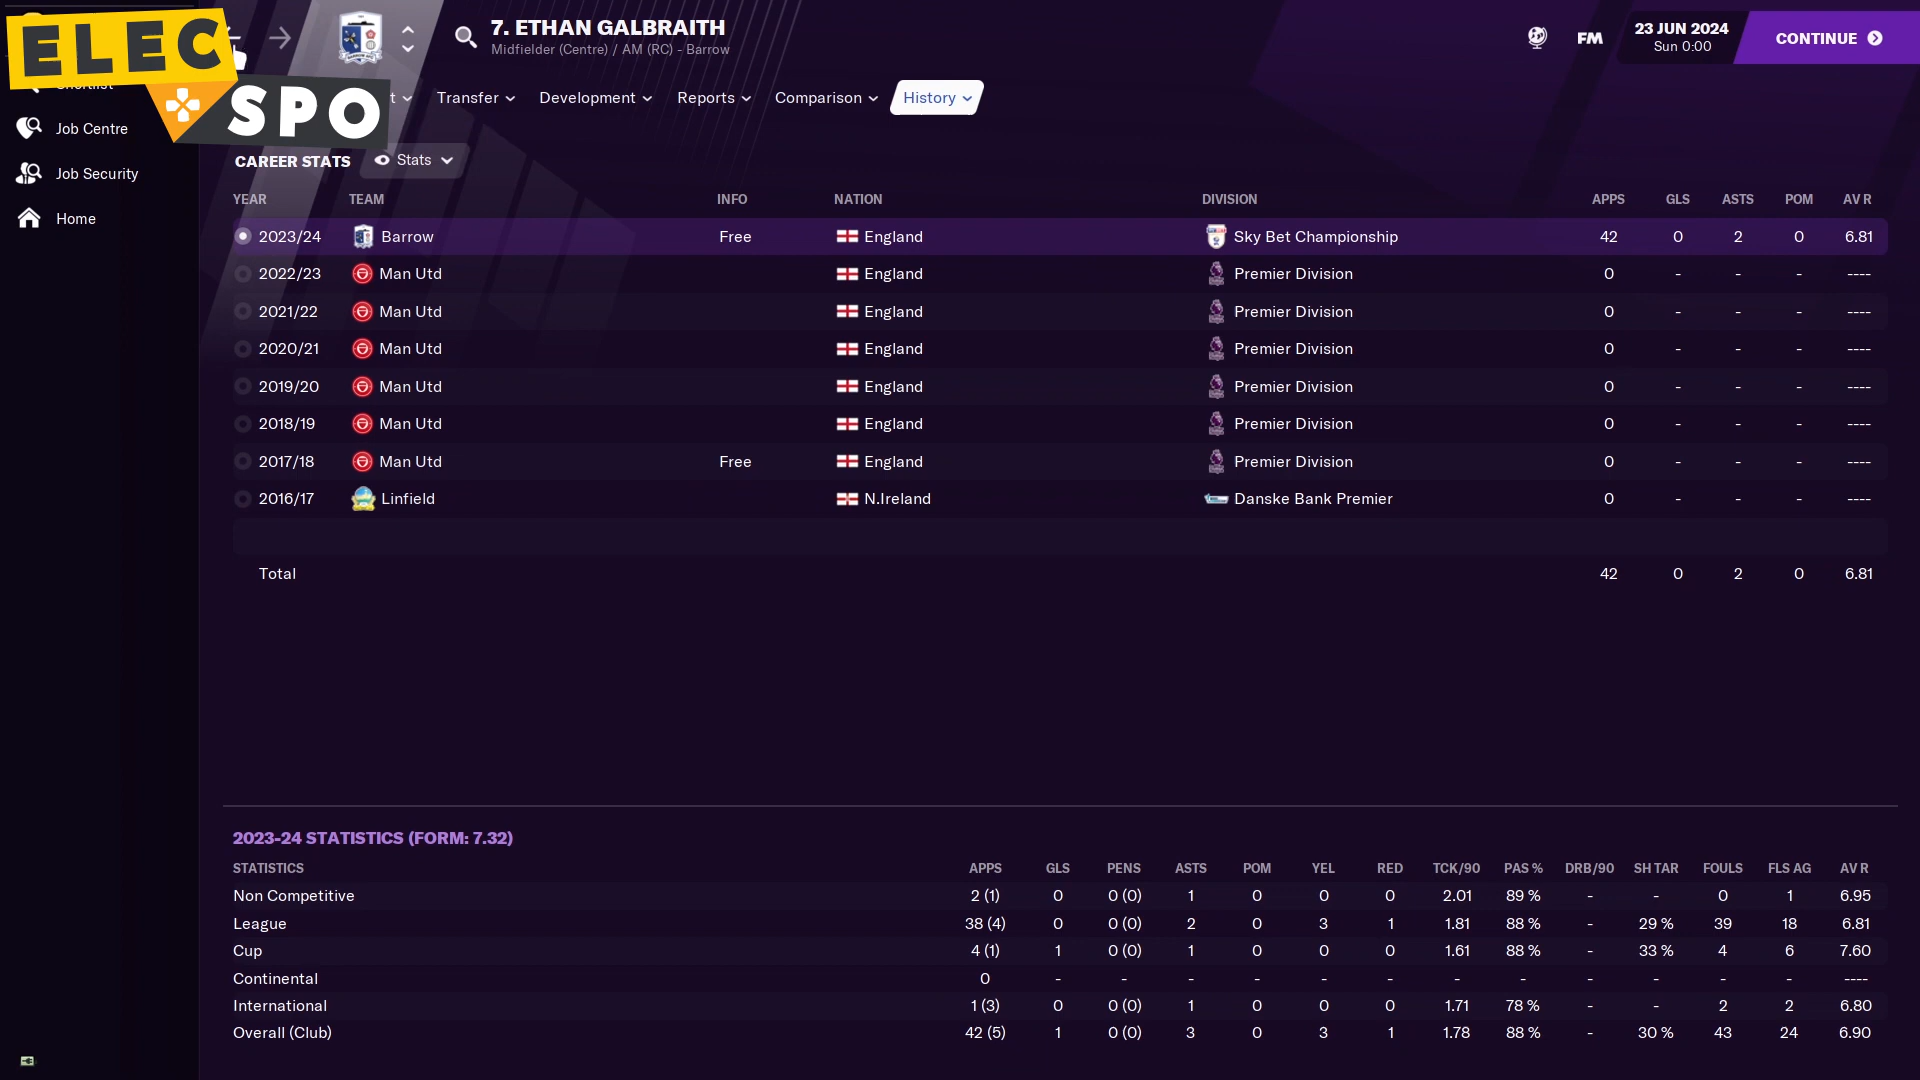 ELEC
SPO
7. ETHAN GALBRAITH
Midfielder (Centre) / AM (RC) - Barrow
FM
23 JUN 2024
Sun 0:00
CONTINUE
Transfer
Development
Reports
Comparison
History
Job Centre
Job Security
Home
CAREER STATS Stats
YEAR TEAM INFO NATION DIVISION APPS GLS ASTS POM AV R
2023/24 Barrow Free England Sky Bet Championship 42 0 2 0 6.81
2022/23 Man Utd England Premier Division 0 - - - ----
2021/22 Man Utd England Premier Division 0 - - - ----
2020/21 Man Utd England Premier Division 0 - - - ----
2019/20 Man Utd England Premier Division 0 - - - ----
2018/19 Man Utd England Premier Division 0 - - - ----
2017/18 Man Utd Free England Premier Division 0 - - - ----
2016/17 Linfield N.Ireland Danske Bank Premier 0 - - - ----
Total 42 0 2 0 6.81
2023-24 STATISTICS (FORM: 7.32)
STATISTICS APPS GLS PENS ASTS POM YEL RED TCK/90 PAS % DRB/90 SH TAR FOULS FLS AG AV R
Non Competitive 2 (1) 0 0 (0) 1 0 0 0 2.01 89 % - - 0 1 6.95
League 38 (4) 0 0 (0) 2 0 3 1 1.81 88 % - 29 % 39 18 6.81
Cup 4 (1) 1 0 (0) 1 0 0 0 1.61 88 % - 33 % 4 6 7.60
Continental 0 - - - - - - - - - - - - ----
International 1 (3) 0 0 (0) 1 0 0 0 1.71 78 % - - 2 2 6.80
Overall (Club) 42 (5) 1 0 (0) 3 0 3 1 1.78 88 % - 30 % 43 24 6.90